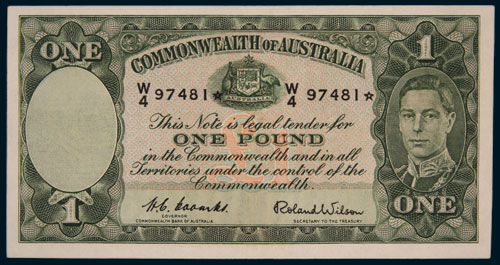 ONE
COMMONWEALTH OF AUSTRALIA
1
W/4 97481☆ W/4 97481☆
AUSTRALIA
This Note is legal tender for
ONE POUND
in the Commonwealth and in all
Territories under the control of the
Commonwealth.
1
H.C. Coombs
Roland Wilson
ONE
GOVERNOR
COMMONWEALTH BANK OF AUSTRALIA
SECRETARY TO THE TREASURY